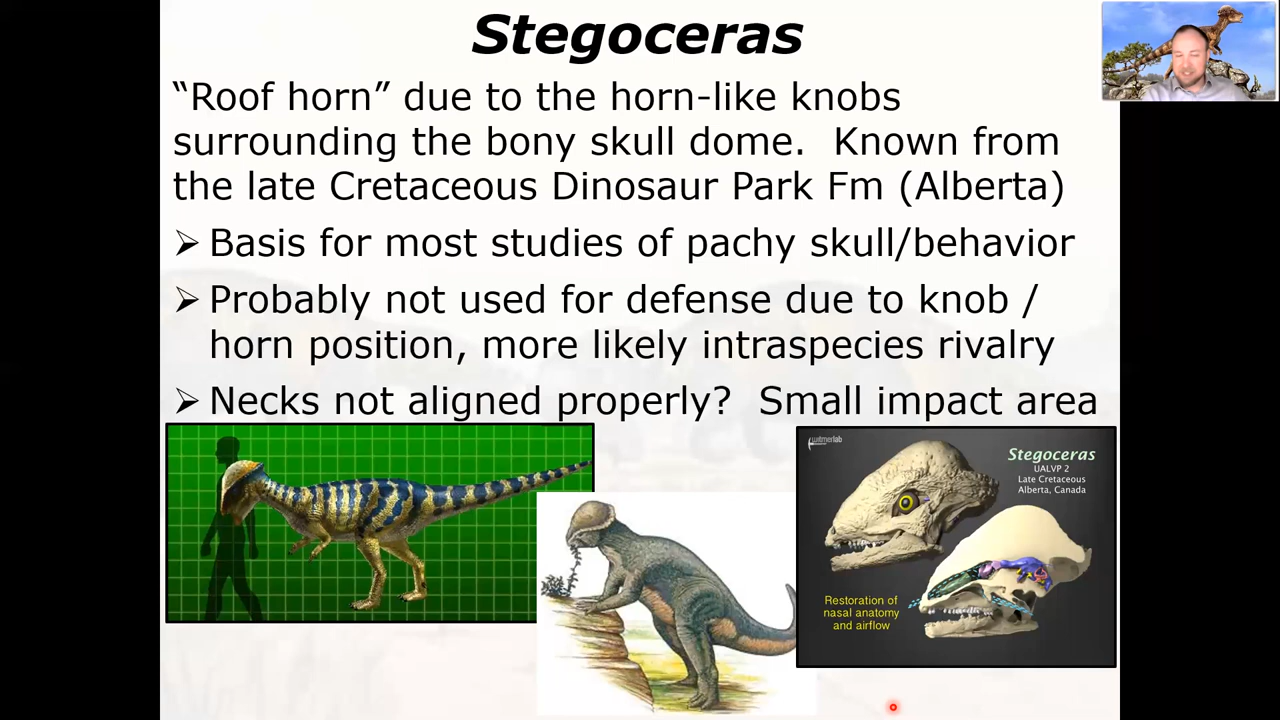 Stegoceras
“Roof horn” due to the horn-like knobs
surrounding the bony skull dome.  Known from
the late Cretaceous Dinosaur Park Fm (Alberta)
➢ Basis for most studies of pachy skull/behavior
➢ Probably not used for defense due to knob /
horn position, more likely intraspecies rivalry
➢ Necks not aligned properly?  Small impact area
witmerlab
Stegoceras
UALVP 2
Late Cretaceous
Alberta, Canada
Restoration of
nasal anatomy
and airflow